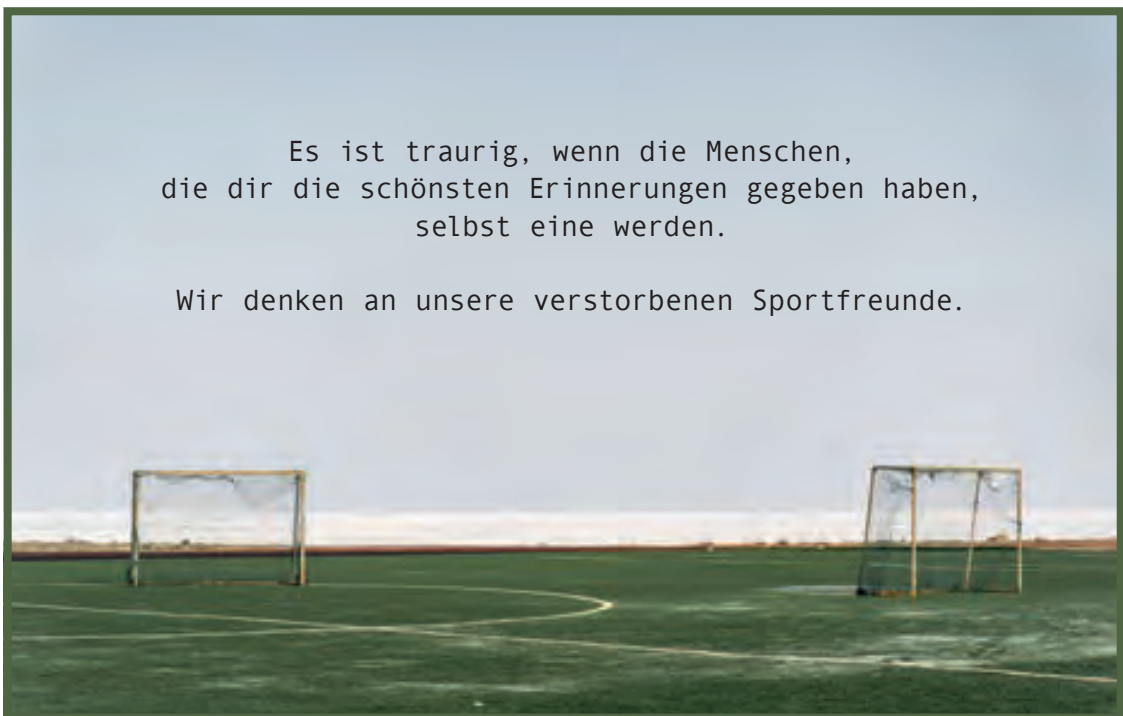 Es ist traurig, wenn die Menschen,
die dir die schönsten Erinnerungen gegeben haben,
selbst eine werden.
Wir denken an unsere verstorbenen Sportfreunde.